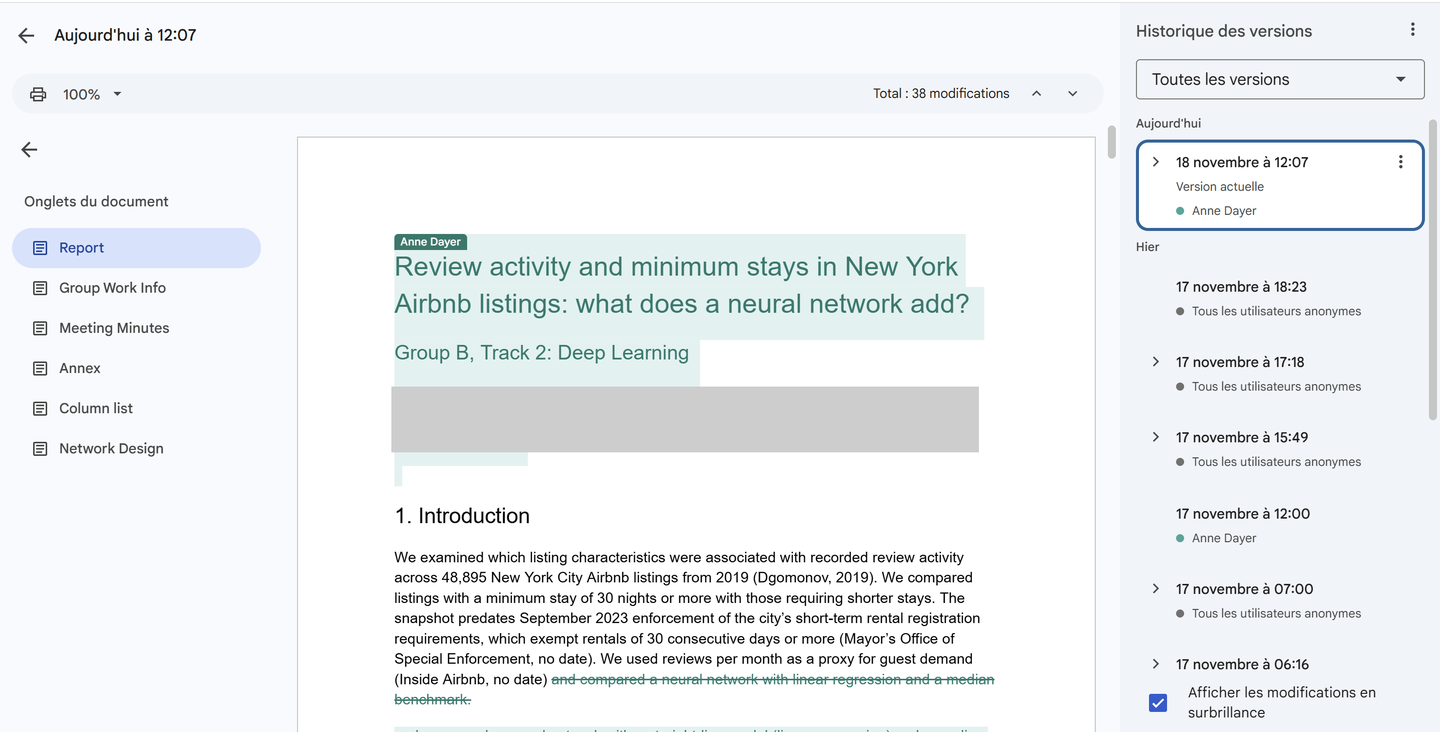 Aujourd'hui à 12:07
100%
Total : 38 modifications
Onglets du document
Report
Group Work Info
Meeting Minutes
Annex
Column list
Network Design
Anne Dayer
Review activity and minimum stays in New York
Airbnb listings: what does a neural network add?
Group B, Track 2: Deep Learning
1. Introduction
We examined which listing characteristics were associated with recorded review activity
across 48,895 New York City Airbnb listings from 2019 (Dgomonov, 2019). We compared
listings with a minimum stay of 30 nights or more with those requiring shorter stays. The
snapshot predates September 2023 enforcement of the city's short-term rental registration
requirements, which exempt rentals of 30 consecutive days or more (Mayor's Office of
Special Enforcement, no date). We used reviews per month as a proxy for guest demand
(Inside Airbnb, no date) and compared a neural network with linear regression and a median
benchmark.
Historique des versions
Toutes les versions
Aujourd'hui
18 novembre à 12:07
Version actuelle
Anne Dayer
Hier
17 novembre à 18:23
Tous les utilisateurs anonymes
17 novembre à 17:18
Tous les utilisateurs anonymes
17 novembre à 15:49
Tous les utilisateurs anonymes
17 novembre à 12:00
Anne Dayer
17 novembre à 07:00
Tous les utilisateurs anonymes
17 novembre à 06:16
Afficher les modifications en
surbrillance